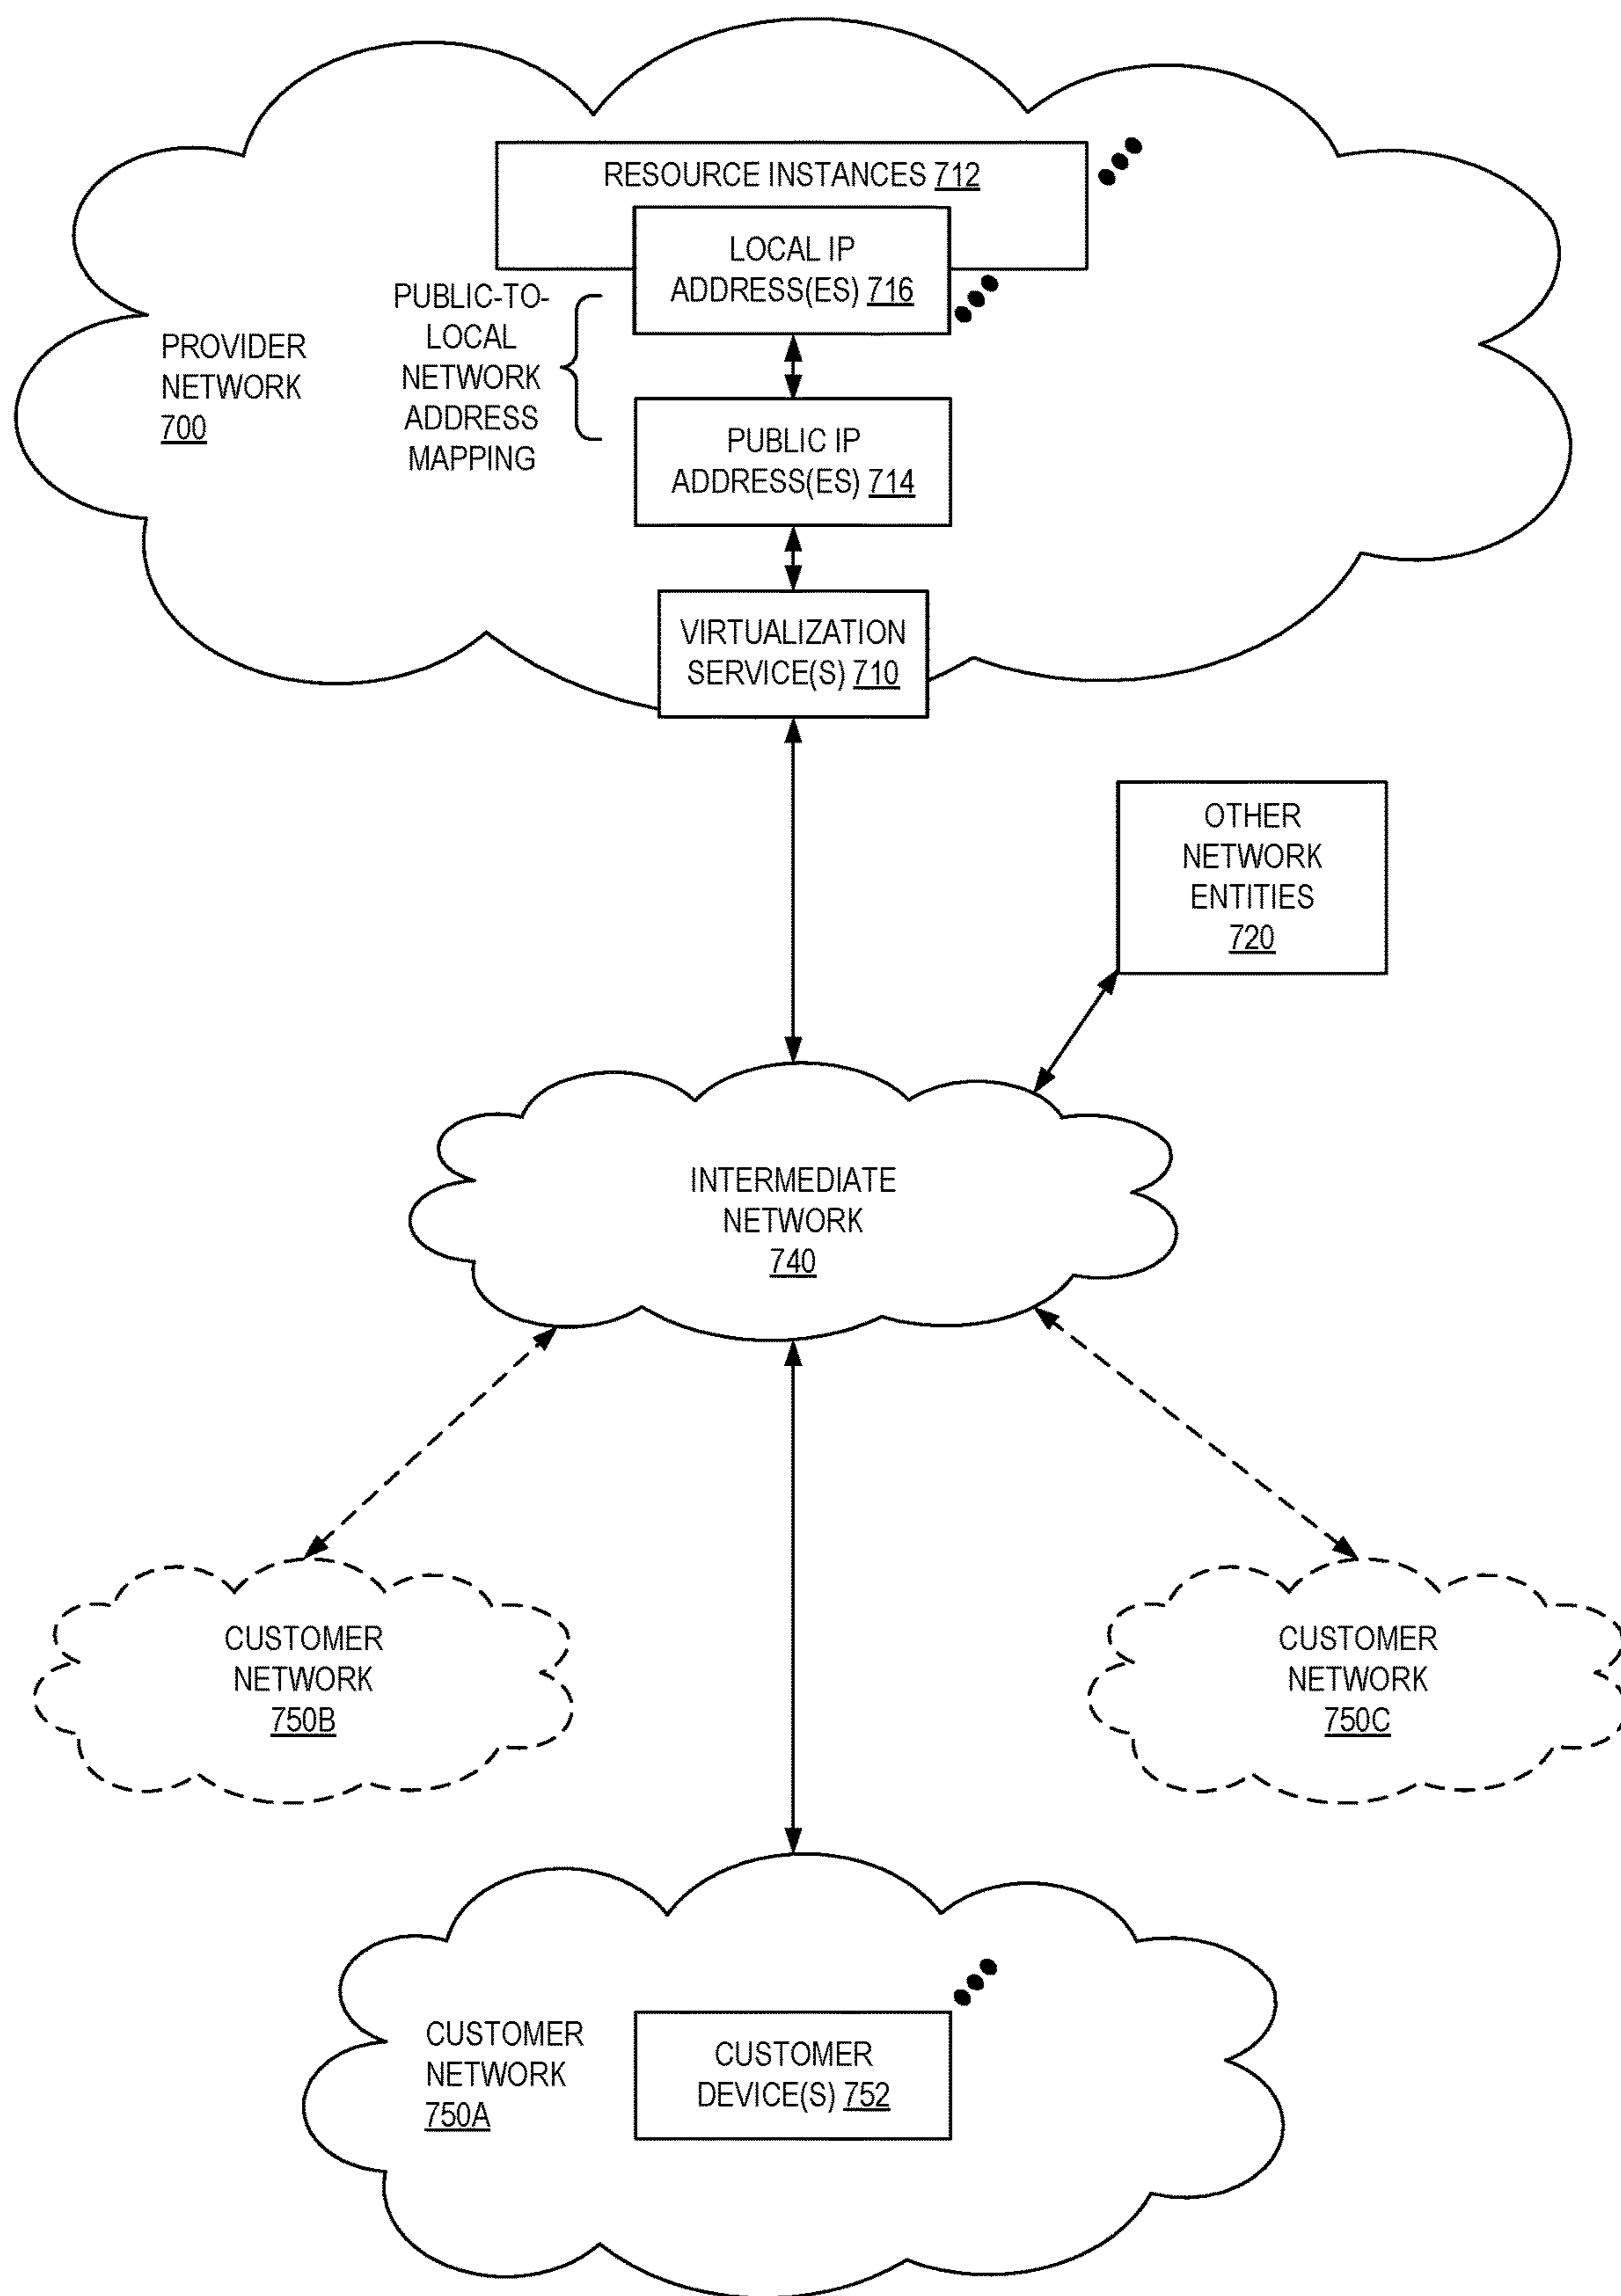 RESOURCE INSTANCES 712
LOCAL IP
ADDRESS(ES) 716
PUBLIC-TO-
LOCAL
NETWORK
ADDRESS
MAPPING
PROVIDER
NETWORK
700
PUBLIC IP
ADDRESS(ES) 714
VIRTUALIZATION
SERVICE(S) 710
OTHER
NETWORK
ENTITIES
720
INTERMEDIATE
NETWORK
740
CUSTOMER
NETWORK
750B
CUSTOMER
NETWORK
750C
CUSTOMER
NETWORK
750A
CUSTOMER
DEVICE(S) 752